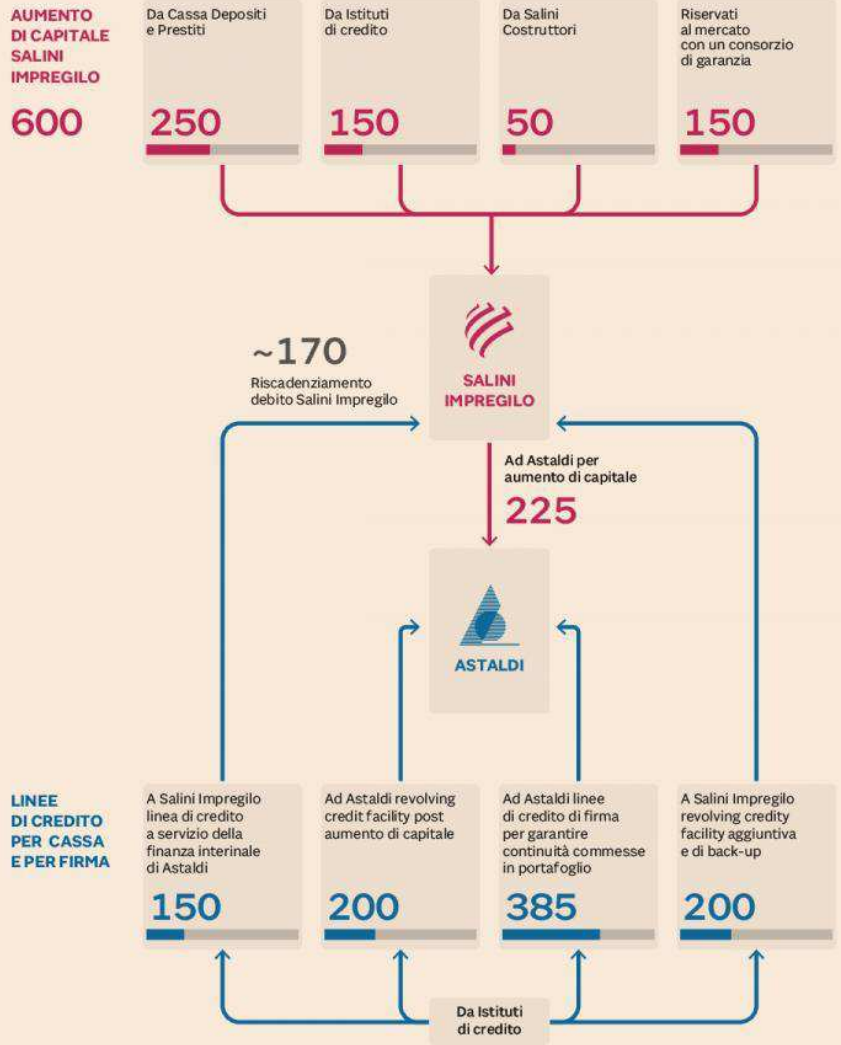 AUMENTO
DI CAPITALE
SALINI
IMPREGILO
600
Da Cassa Depositi
e Prestiti
250
Da Istituti
di credito
150
Da Salini
Costruttori
50
Riservati
al mercato
con un consorzio
di garanzia
150
SALINI
IMPREGILO
~170
Riscadenziamento
debito Salini Impregilo
Ad Astaldi per
aumento di capitale
225
ASTALDI
LINEE
DI CREDITO
PER CASSA
E PER FIRMA
A Salini Impregilo
linea di credito
a servizio della
finanza interinale
di Astaldi
150
Ad Astaldi revolving
credit facility post
aumento di capitale
200
Ad Astaldi linee
di credito di firma
per garantire
continuità commesse
in portafoglio
385
A Salini Impregilo
revolving credity
facility aggiuntiva
e di back-up
200
Da Istituti
di credito